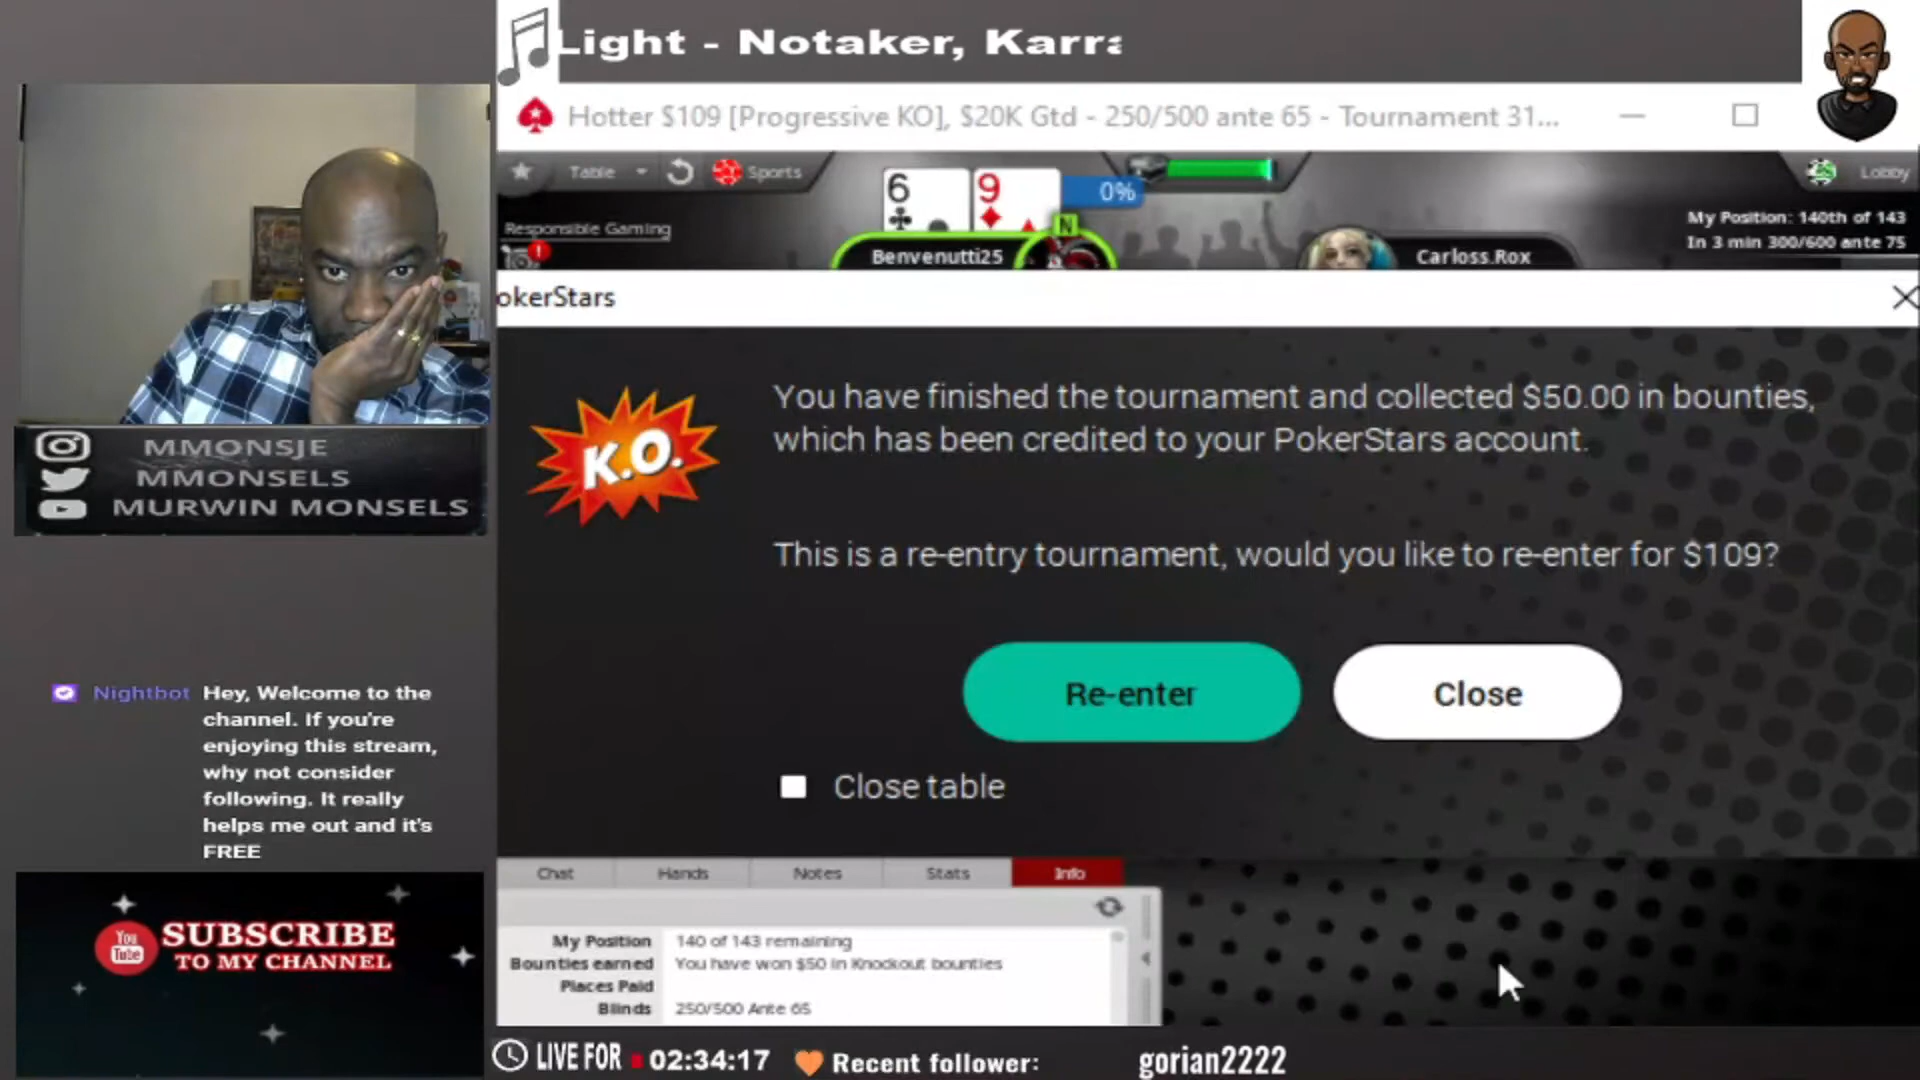 Light - Notaker, Karra
Hotter $109 [Progressive KO], $20K Gtd - 250/500 ante 65 - Tournament 31...
Table
Sports
6
9
0%
Lobby
Responsible Gaming
My Position: 140th of 143
In 3 min 300/600 ante 75
N
Benvenutti25
Carloss.Rox
okerStars
K.O.
You have finished the tournament and collected $50.00 in bounties,
which has been credited to your PokerStars account.
This is a re-entry tournament, would you like to re-enter for $109?
Re-enter
Close
Close table
MMONSJE
MMONSELS
MURWIN MONSELS
Nightbot Hey, Welcome to the
channel. If you're
enjoying this stream,
why not consider
following. It really
helps me out and it's
FREE
You
Tube
SUBSCRIBE
TO MY CHANNEL
Chat
Hands
Notes
Stats
Info
My Position 140 of 143 remaining
Bounties earned You have won $50 in Knockout bounties
Places Paid
Blinds 250/500 Ante 65
LIVE FOR 02:34:17 Recent follower: gorian2222